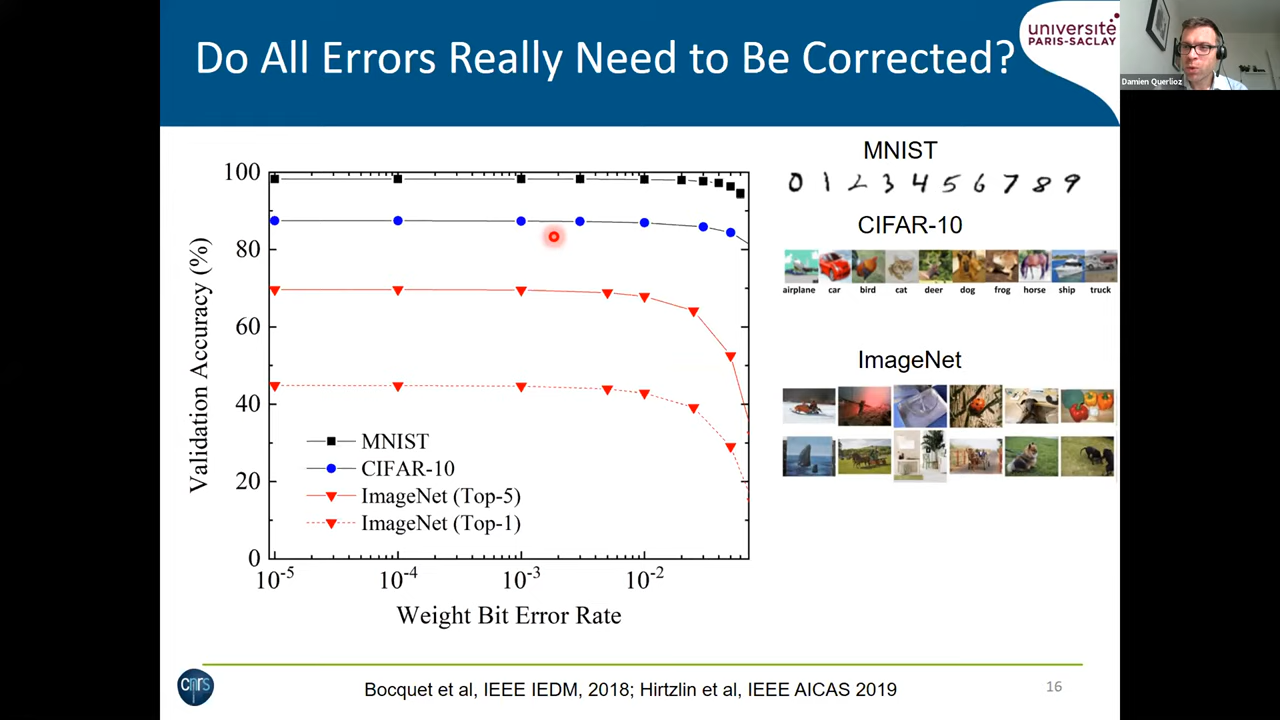 Do All Errors Really Need to Be Corrected?
université
PARIS-SACLAY
Damien Querlioz
MNIST
0 1 2 3 4 5 6 7 8 9
CIFAR-10
airplane car bird cat deer dog frog horse ship truck
ImageNet
Validation Accuracy (%)
100
80
60
40
20
0
MNIST
CIFAR-10
ImageNet (Top-5)
ImageNet (Top-1)
10-5 10-4 10-3 10-2
Weight Bit Error Rate
cnrs
Bocquet et al, IEEE IEDM, 2018; Hirtzlin et al, IEEE AICAS 2019
16